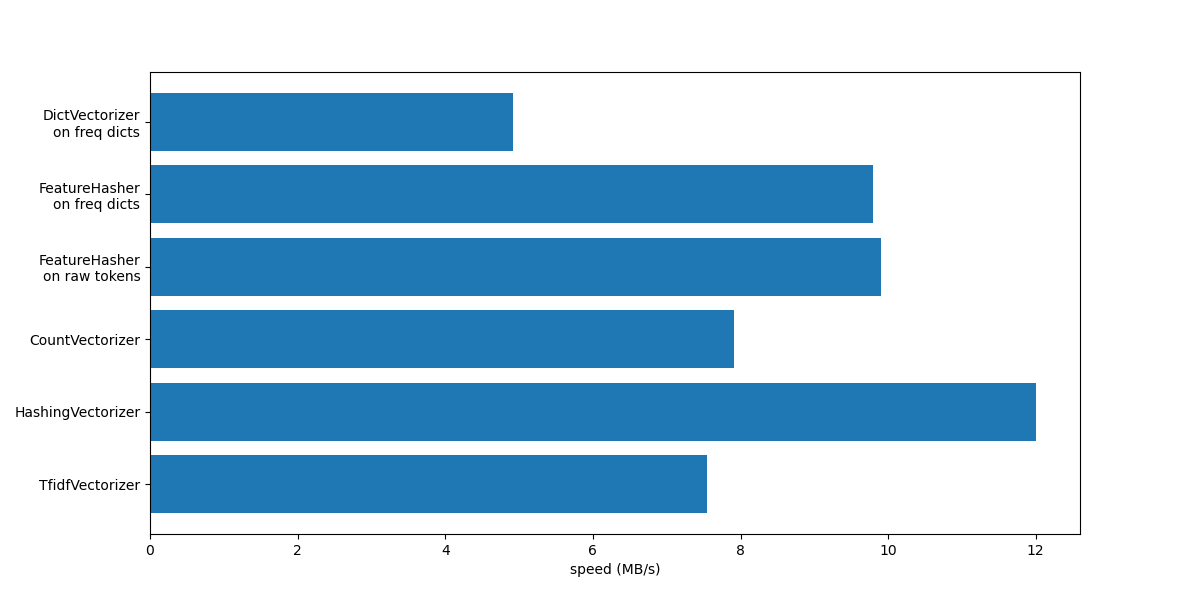 DictVectorizer
on freq dicts
FeatureHasher
on freq dicts
FeatureHasher
on raw tokens
CountVectorizer
HashingVectorizer
TfidfVectorizer
0 2 4 6 8 10 12
speed (MB/s)